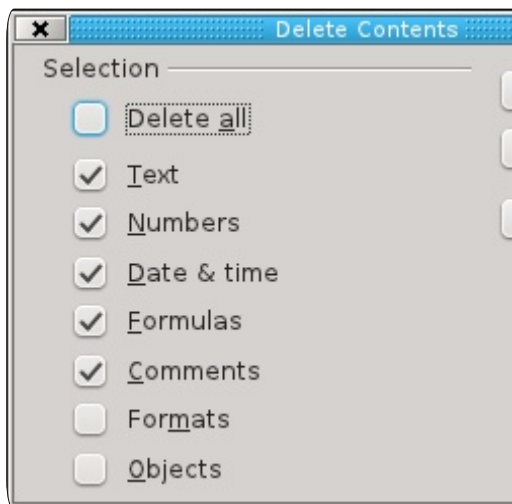 Delete Contents
Selection
Delete all
Text
Numbers
Date & time
Formulas
Comments
Formats
Objects